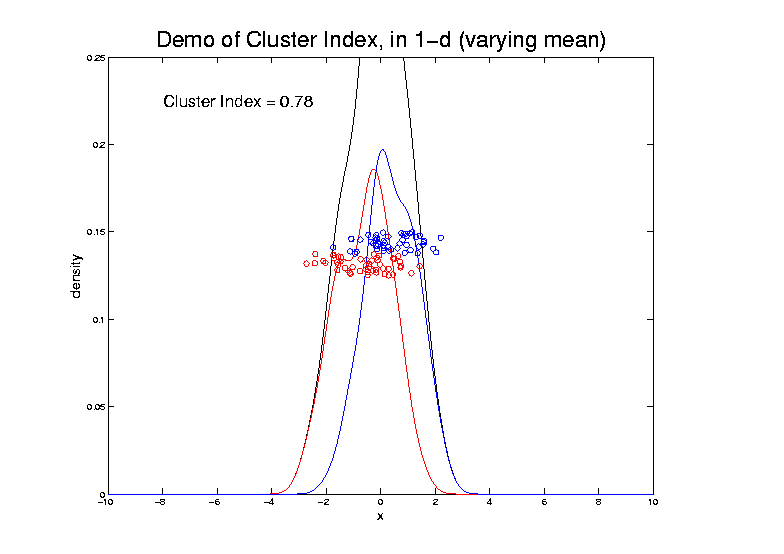 Demo of Cluster Index, in 1-d (varying mean)
0.25
Cluster Index = 0.78
0.2
0.15
density
0.1
0.05
0
-10 -8 -6 -4 -2 0 2 4 6 8 10
x